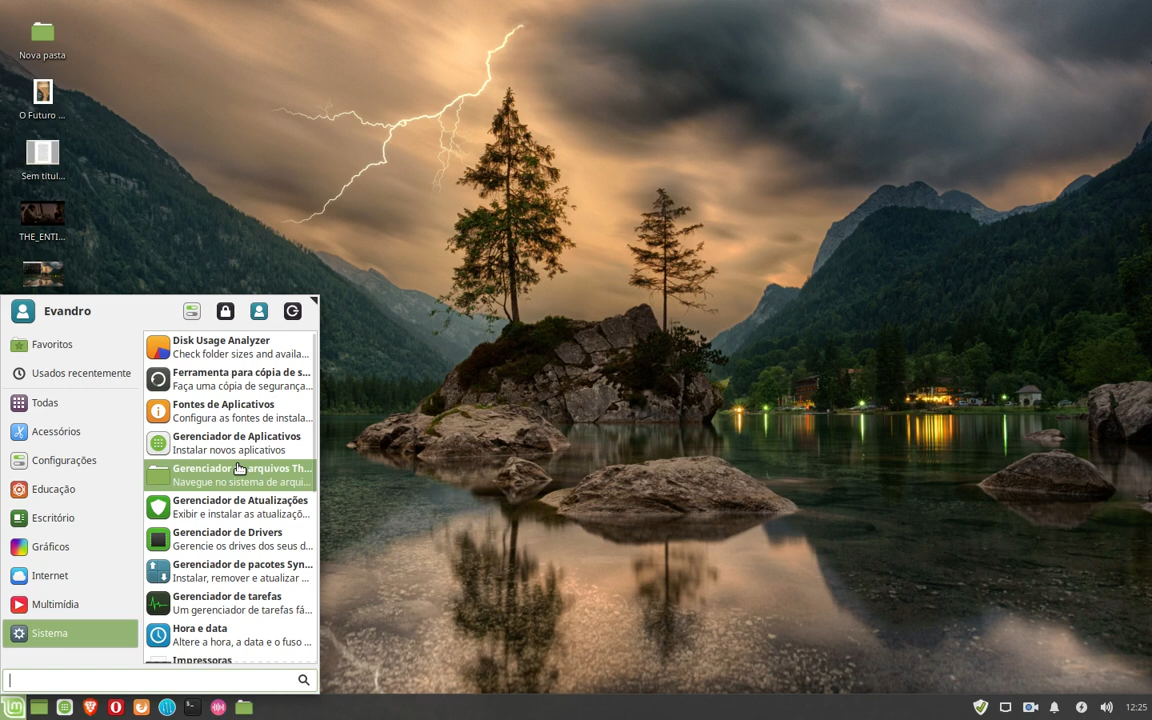 Nova pasta
O Futuro ...
Sem titul...
THE_ENTI...
Evandro
Favoritos
Usados recentemente
Todas
Acessórios
Configurações
Educação
Escritório
Gráficos
Internet
Multimídia
Sistema
Disk Usage Analyzer
Check folder sizes and availa...
Ferramenta para cópia de s...
Faça uma cópia de segurança...
Fontes de Aplicativos
Configura as fontes de instala...
Gerenciador de Aplicativos
Instalar novos aplicativos
Gerenciador arquivos Th...
Navegue no sistema de arqui...
Gerenciador de Atualizações
Exibir e instalar as atualizaçõ...
Gerenciador de Drivers
Gerencie os drives dos seus d...
Gerenciador de pacotes Syn...
Instalar, remover e atualizar ...
Gerenciador de tarefas
Um gerenciador de tarefas fá...
Hora e data
Altere a hora, a data e o fuso ...
Impressoras
12:25